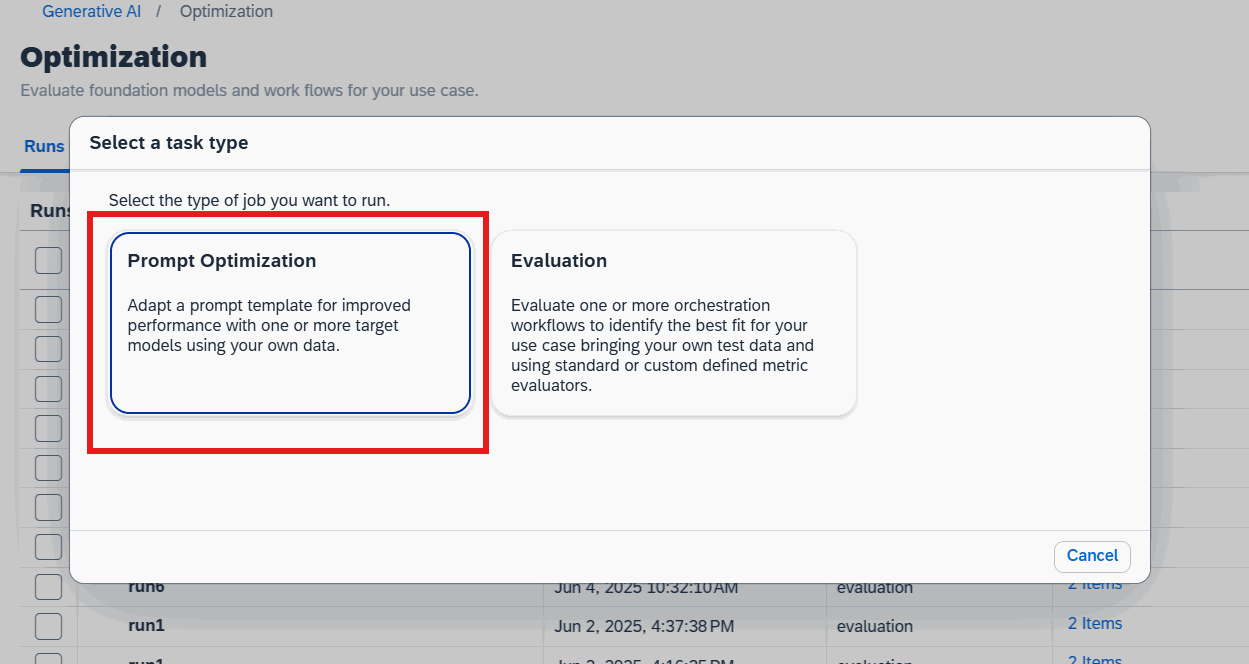 Generative AI / Optimization
Optimization
Evaluate foundation models and work flows for your use case.
Runs
Select a task type
Select the type of job you want to run.
Runs
Prompt Optimization
Adapt a prompt template for improved
performance with one or more target
models using your own data.
Evaluation
Evaluate one or more orchestration
workflows to identify the best fit for your
use case bringing your own test data and
using standard or custom defined metric
evaluators.
Cancel
run6 Jun 4, 2025 10:32:10 AM evaluation 2 Items
run1 Jun 2, 2025, 4:37:38 PM evaluation 2 Items
run1 evaluation 2 Items